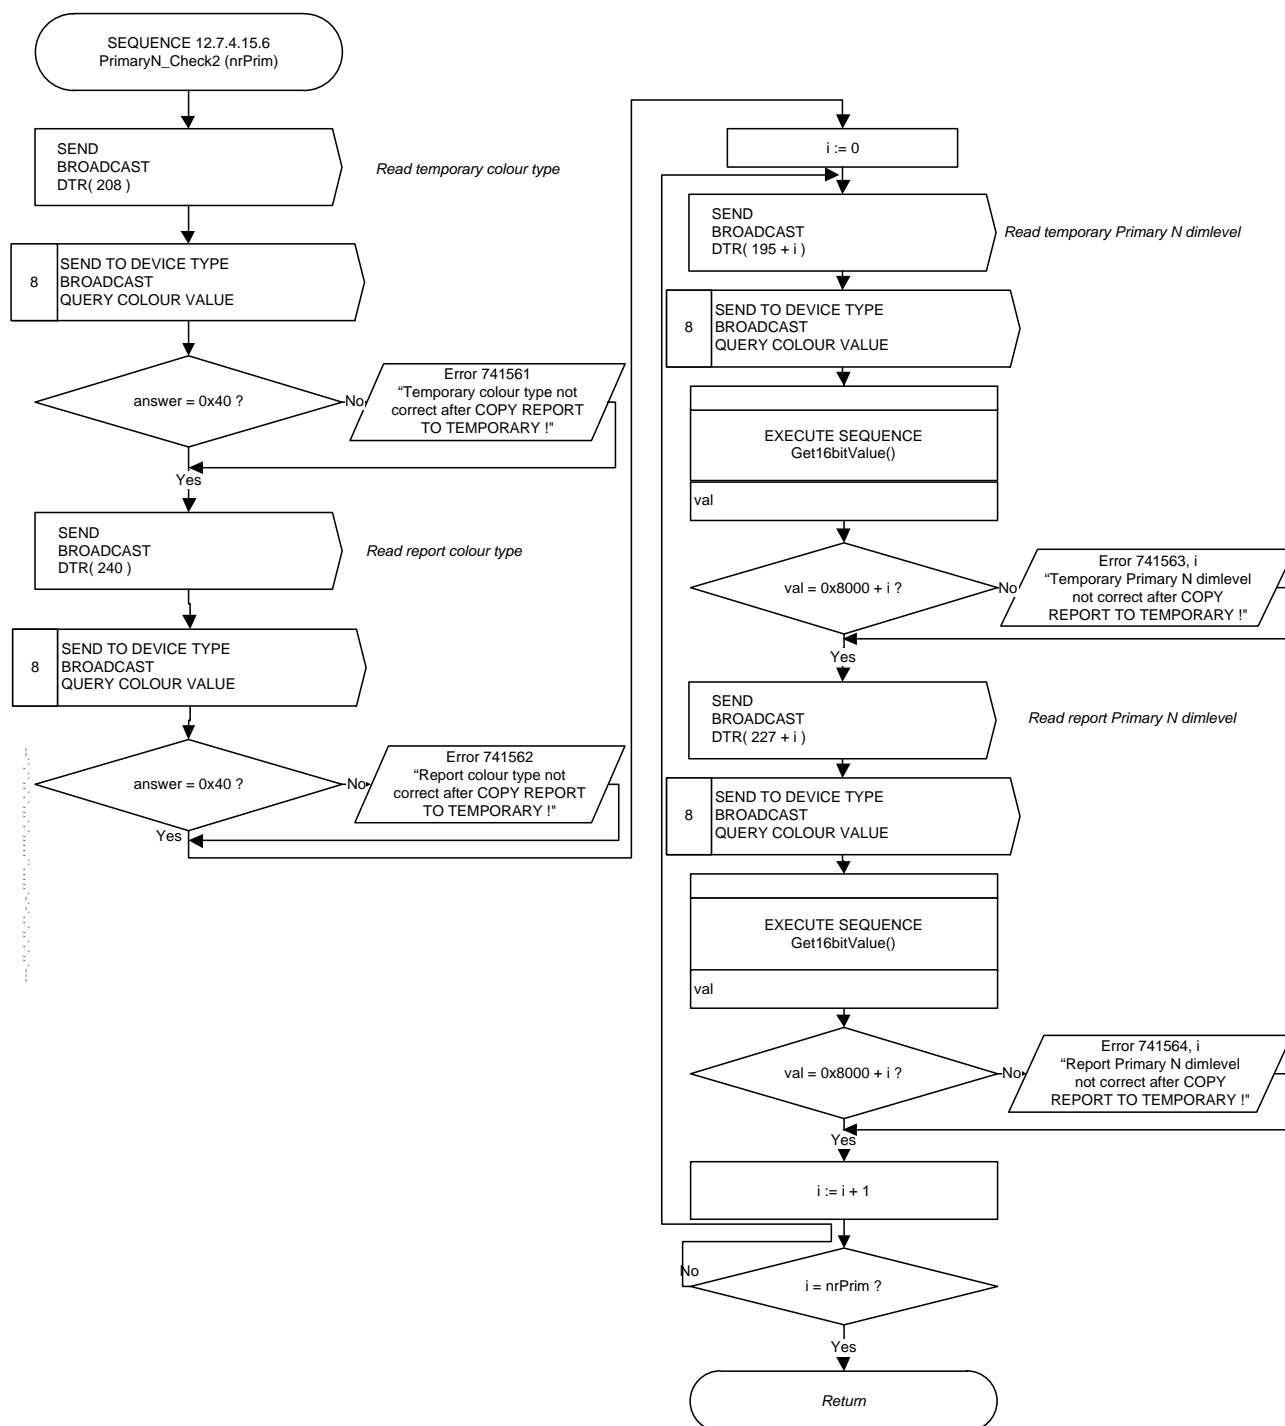 SEQUENCE 12.7.4.15.6
PrimaryN_Check2 (nrPrim)
SEND
BROADCAST
DTR( 208 )
Read temporary colour type
8
SEND TO DEVICE TYPE
BROADCAST
QUERY COLOUR VALUE
answer = 0x40 ?
No
Error 741561
“Temporary colour type not
correct after COPY REPORT
TO TEMPORARY !"
Yes
SEND
BROADCAST
DTR( 240 )
Read report colour type
8
SEND TO DEVICE TYPE
BROADCAST
QUERY COLOUR VALUE
answer = 0x40 ?
No
Error 741562
“Report colour type not
correct after COPY REPORT
TO TEMPORARY !"
Yes
i := 0
SEND
BROADCAST
DTR( 195 + i )
Read temporary Primary N dimlevel
8
SEND TO DEVICE TYPE
BROADCAST
QUERY COLOUR VALUE
EXECUTE SEQUENCE
Get16bitValue()
val
val = 0x8000 + i ?
No
Error 741563, i
“Temporary Primary N dimlevel
not correct after COPY
REPORT TO TEMPORARY !"
Yes
SEND
BROADCAST
DTR( 227 + i )
Read report Primary N dimlevel
8
SEND TO DEVICE TYPE
BROADCAST
QUERY COLOUR VALUE
EXECUTE SEQUENCE
Get16bitValue()
val
val = 0x8000 + i ?
No
Error 741564, i
“Report Primary N dimlevel
not correct after COPY
REPORT TO TEMPORARY !"
Yes
i := i + 1
No
i = nrPrim ?
Yes
Return